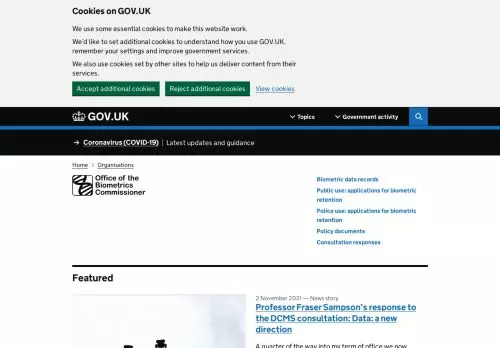 Cookies on GOV.UK
We use some essential cookies to make this website work.
We'd like to set additional cookies to understand how you use GOV.UK,
remember your settings and improve government services.
We also use cookies set by other sites to help us deliver content from their
services.
Accept additional cookies
Reject additional cookies
View cookies
GOV.UK
Topics
Government activity
→ Coronavirus (COVID-19) | Latest updates and guidance
Home > Organisations
Office of the
Biometrics
Commissioner
Biometric data records
Public use: applications for biometric
retention
Police use: applications for biometric
retention
Policy documents
Consultation responses
Featured
2 November 2021 — News story
Professor Fraser Sampson's response to
the DCMS consultation: Data: a new
direction
A quarter of the way into my term of office we now